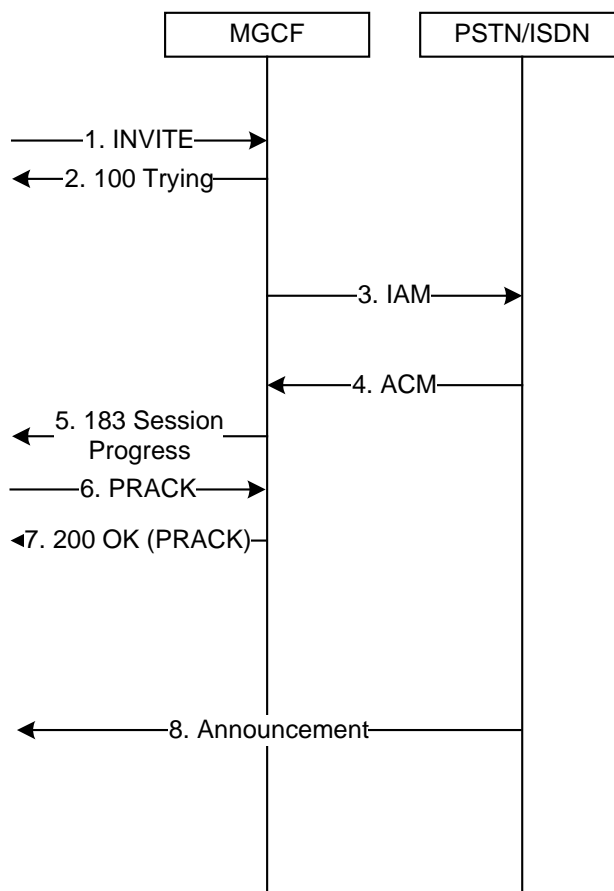 MGCF
PSTN/ISDN
1. INVITE
2. 100 Trying
3. IAM
4. ACM
5. 183 Session
Progress
6. PRACK
7. 200 OK (PRACK)
8. Announcement